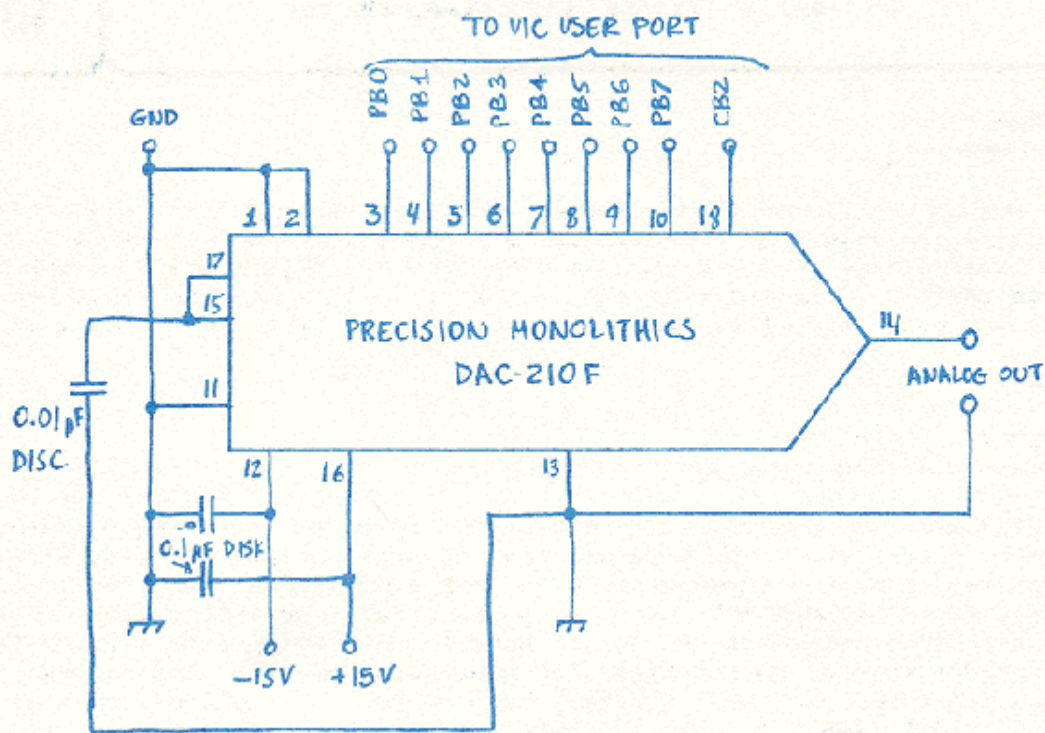 TO VIC USER PORT
PB0 PB1 PB2 PB3 PB4 PB5 PB6 PB7 CB2
GND
1 2 3 4 5 6 7 8 9 10 18
17
15
PRECISION MONOLITHICS
DAC-210F
14
ANALOG OUT
11
0.01µF
DISC
12 16 13
0.1µF DISK
-15V +15V